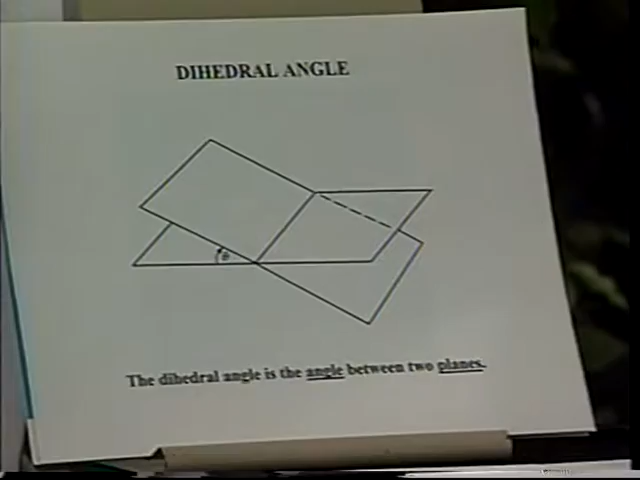 DIHEDRAL ANGLE
θ
The dihedral angle is the angle between two planes.